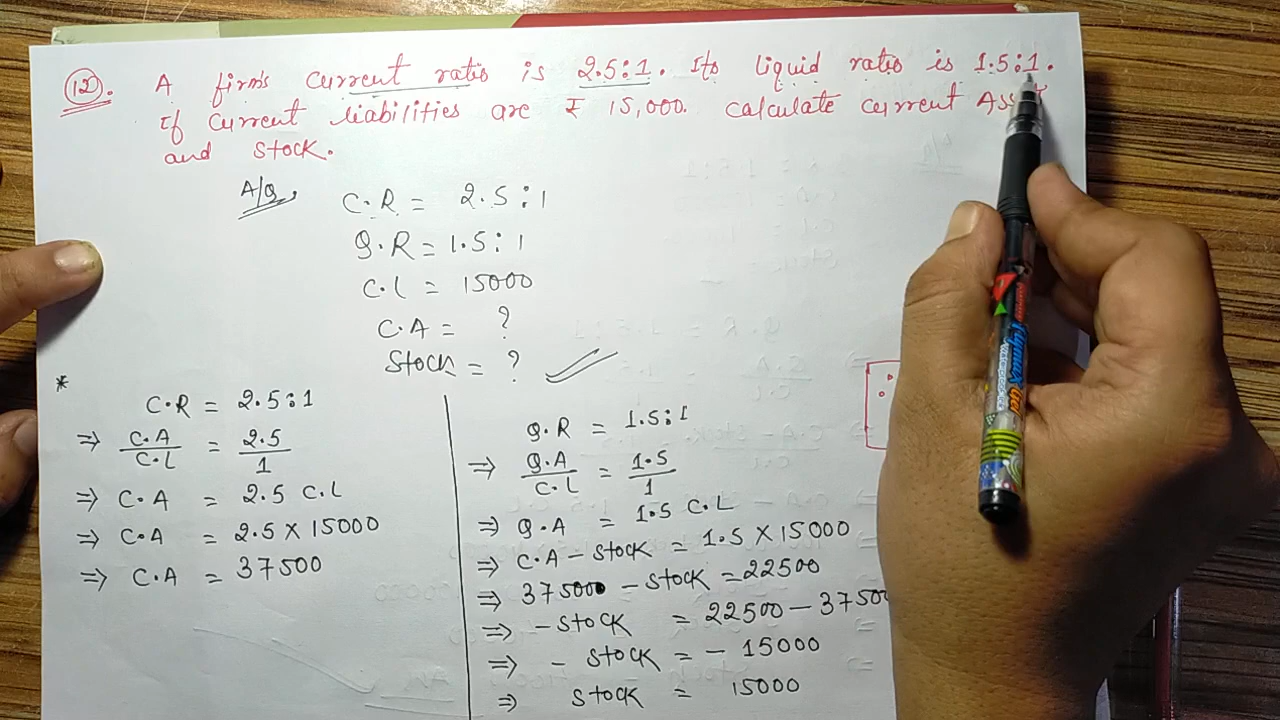 (12). A firm's current ratio is 2.5:1. Its liquid ratio is 1.5:1.
If current liabilities are ₹ 15,000. Calculate current
and stock.
A/Q,
C.R = 2.5:1
Q.R = 1.5:1
C.L = 15000
C.A = ?
Stock = ?
*
C.R = 2.5:1
⇒ C.A/C.L = 2.5/1
⇒ C.A = 2.5 C.L
⇒ C.A = 2.5 × 15000
⇒ C.A = 37500
Q.R = 1.5:1
⇒ Q.A/C.L = 1.5/1
⇒ Q.A = 1.5 C.L
⇒ C.A - stock = 1.5 × 15000
⇒ 37500 - stock = 22500
⇒ - stock = 22500 - 37500
⇒ - stock = - 15000
⇒ stock = 15000